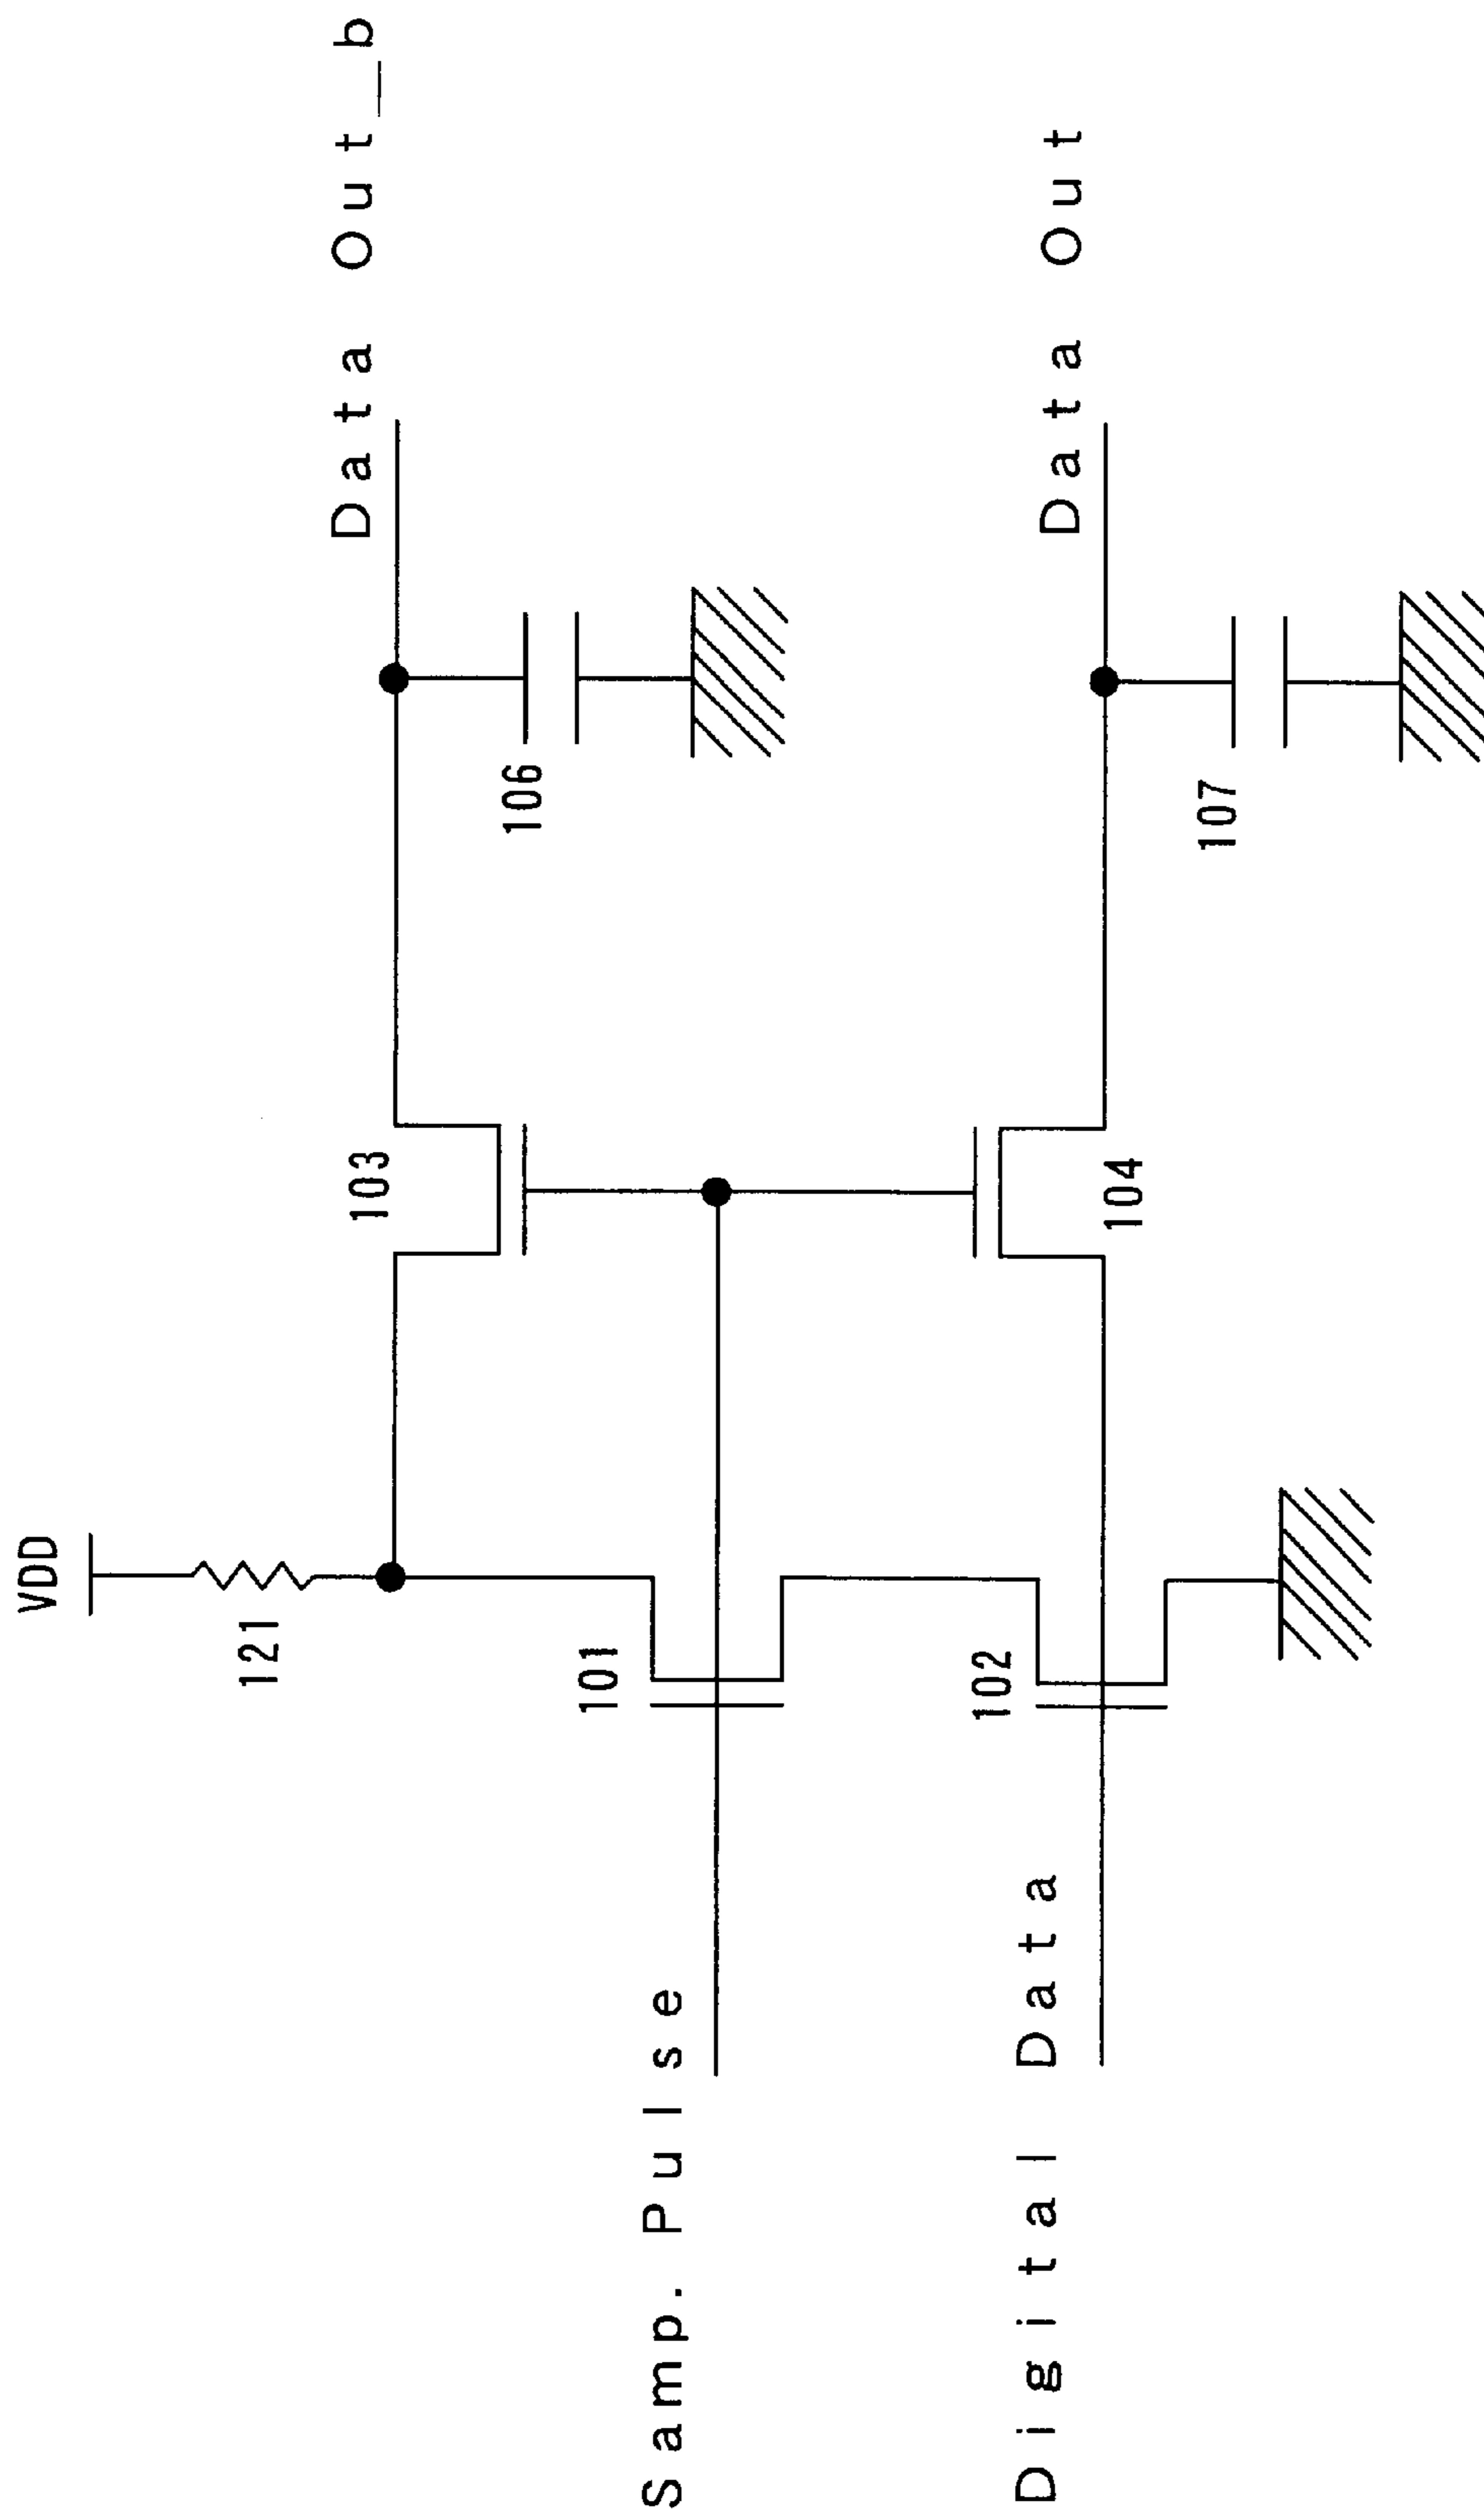 VDD
121
103
Data Out_b
106
101
Samp. Pulse
102
Digital Data
104
Data Out
107